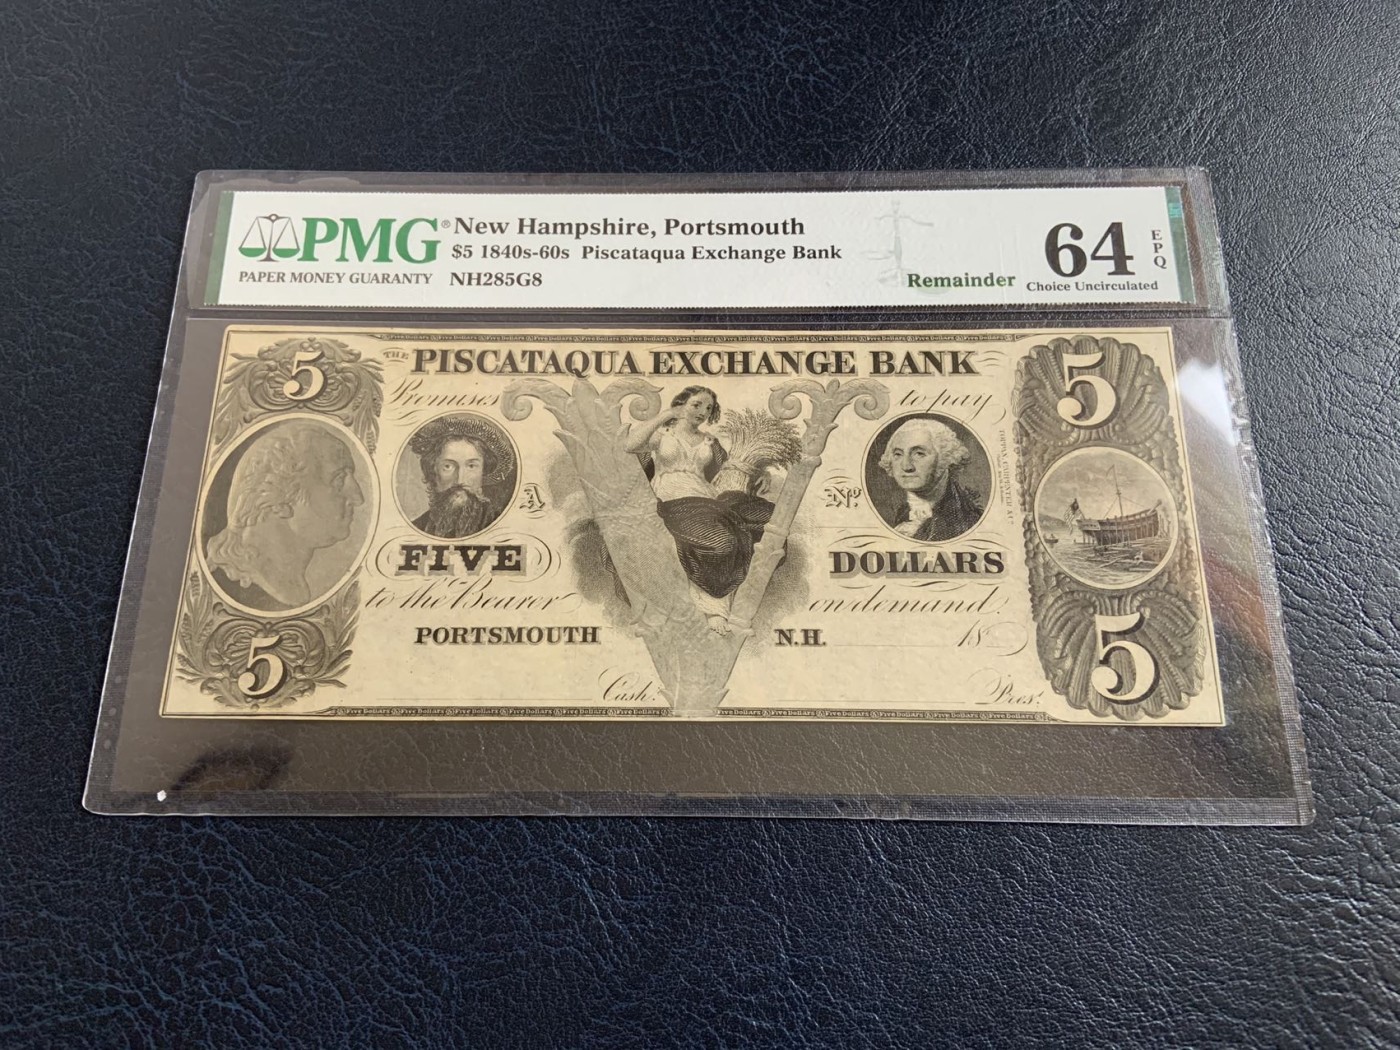 PMG® New Hampshire, Portsmouth
$5 1840s-60s Piscataqua Exchange Bank
PAPER MONEY GUARANTY NH285G8
Remainder
64 EPQ
Choice Uncirculated
5 THE PISCATAQUA EXCHANGE BANK 5
Promises to pay
A No.
FIVE DOLLARS
to the Bearer on demand.
PORTSMOUTH N.H. 18
5 5
Cash. Pres.